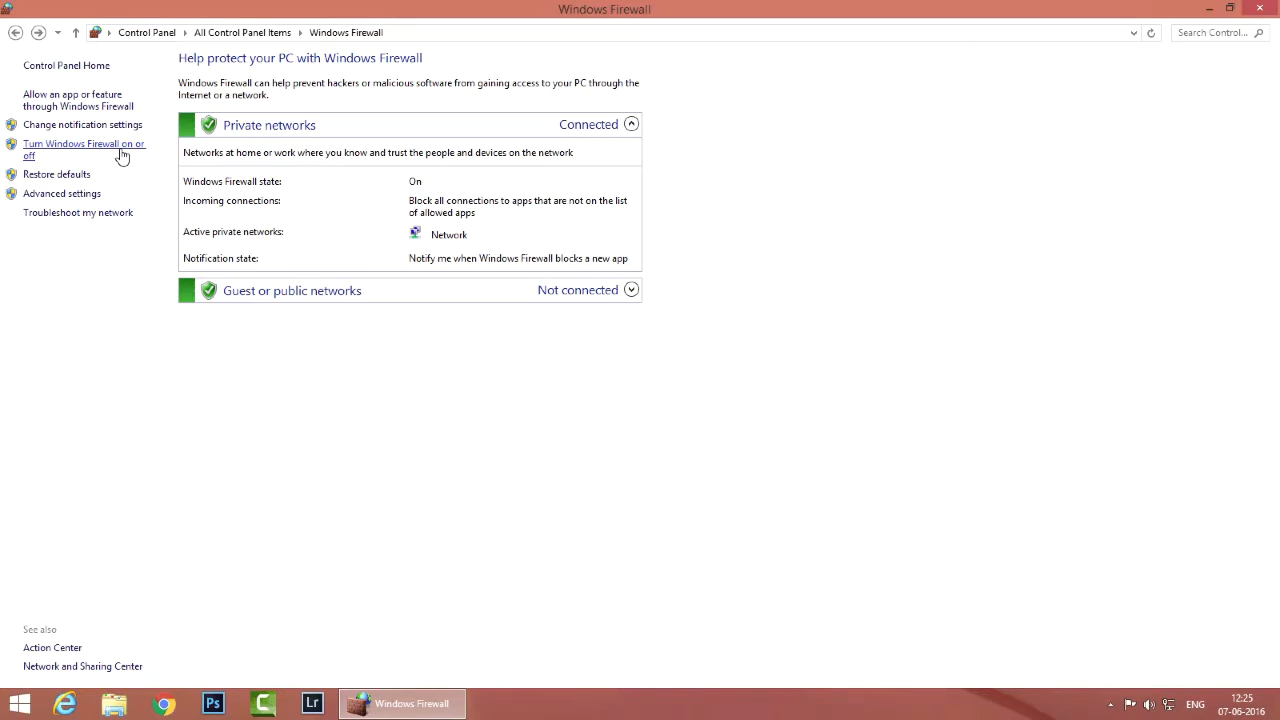 Windows Firewall
Control Panel
All Control Panel Items
Windows Firewall
Search Control...
Control Panel Home
Allow an app or feature
through Windows Firewall
Change notification settings
Turn Windows Firewall on or
off
Restore defaults
Advanced settings
Troubleshoot my network
Help protect your PC with Windows Firewall
Windows Firewall can help prevent hackers or malicious software from gaining access to your PC through the
Internet or a network.
Private networks Connected
Networks at home or work where you know and trust the people and devices on the network
Windows Firewall state: On
Incoming connections: Block all connections to apps that are not on the list
of allowed apps
Active private networks: Network
Notification state: Notify me when Windows Firewall blocks a new app
Guest or public networks Not connected
See also
Action Center
Network and Sharing Center
Ps
C
Lr
Windows Firewall
ENG
12:25
07-06-2016